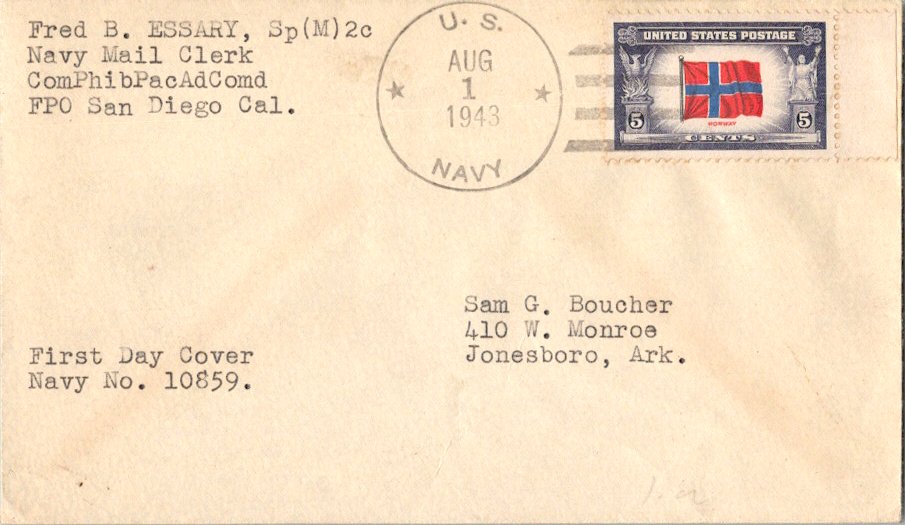 Fred B. ESSARY, Sp(M)2c
Navy Mail Clerk
ComPhibPacAdComd
FPO San Diego Cal.
U. S.
AUG
1
1943
NAVY
UNITED STATES POSTAGE
NORWAY
5 CENTS 5
Sam G. Boucher
410 W. Monroe
Jonesboro, Ark.
First Day Cover
Navy No. 10859.